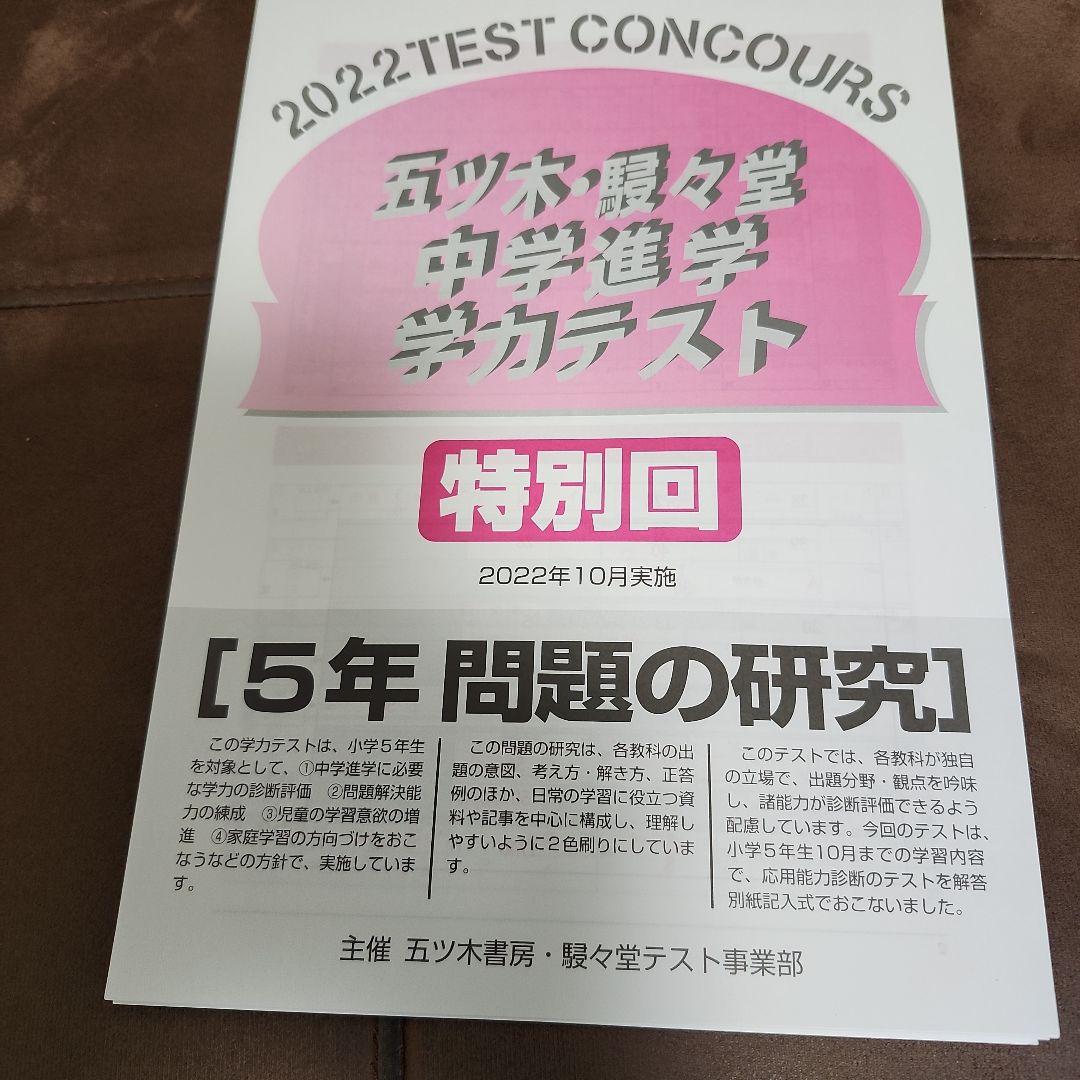 2022 TEST CONCOURS
五ツ木・駸々堂
中学進学
学力テスト
特別回
2022年10月実施
[5年 問題の研究]
この学力テストは、小学5年生
を対象として、①中学進学に必要
な学力の診断評価　②問題解決能
力の練成　③児童の学習意欲の増
進　④家庭学習の方向づけをおこ
なうなどの方針で、実施していま
す。
この問題の研究は、各教科の出
題の意図、考え方・解き方、正答
例のほか、日常の学習に役立つ資
料や記事を中心に構成し、理解し
やすいように2色刷りにしていま
す。
このテストでは、各教科が独自
の立場で、出題分野・観点を吟味
し、諸能力が診断評価できるよう
配慮しています。今回のテストは、
小学5年生10月までの学習内容
で、応用能力診断のテストを解答
別紙記入式でおこないました。
主催 五ツ木書房・駸々堂テスト事業部